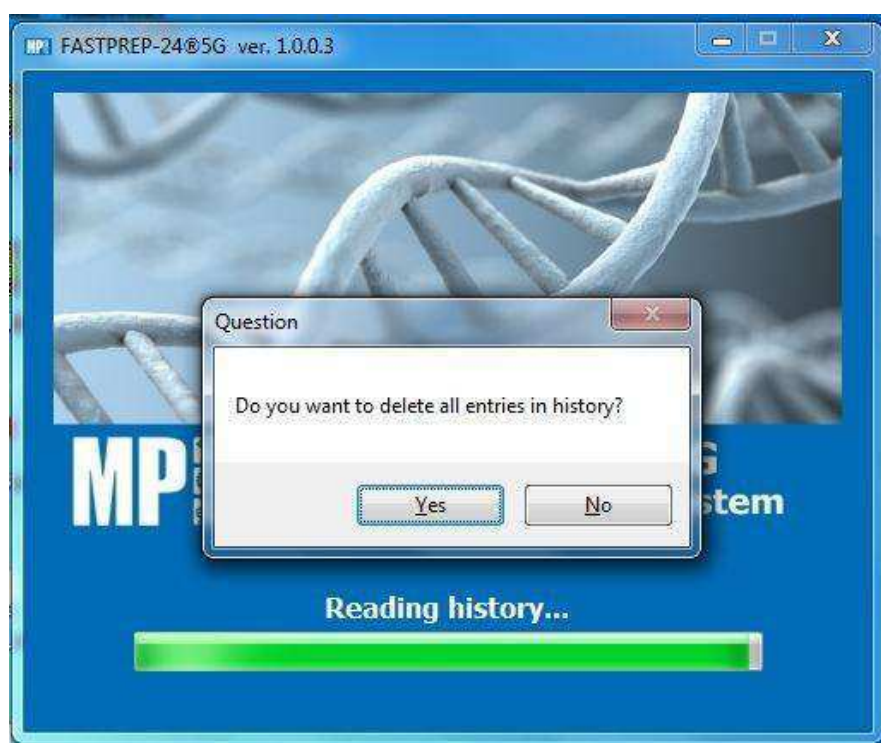 FASTPREP-24®5G ver. 1.0.0.3
Question
Do you want to delete all entries in history?
Yes
No
MP
G
stem
Reading history...